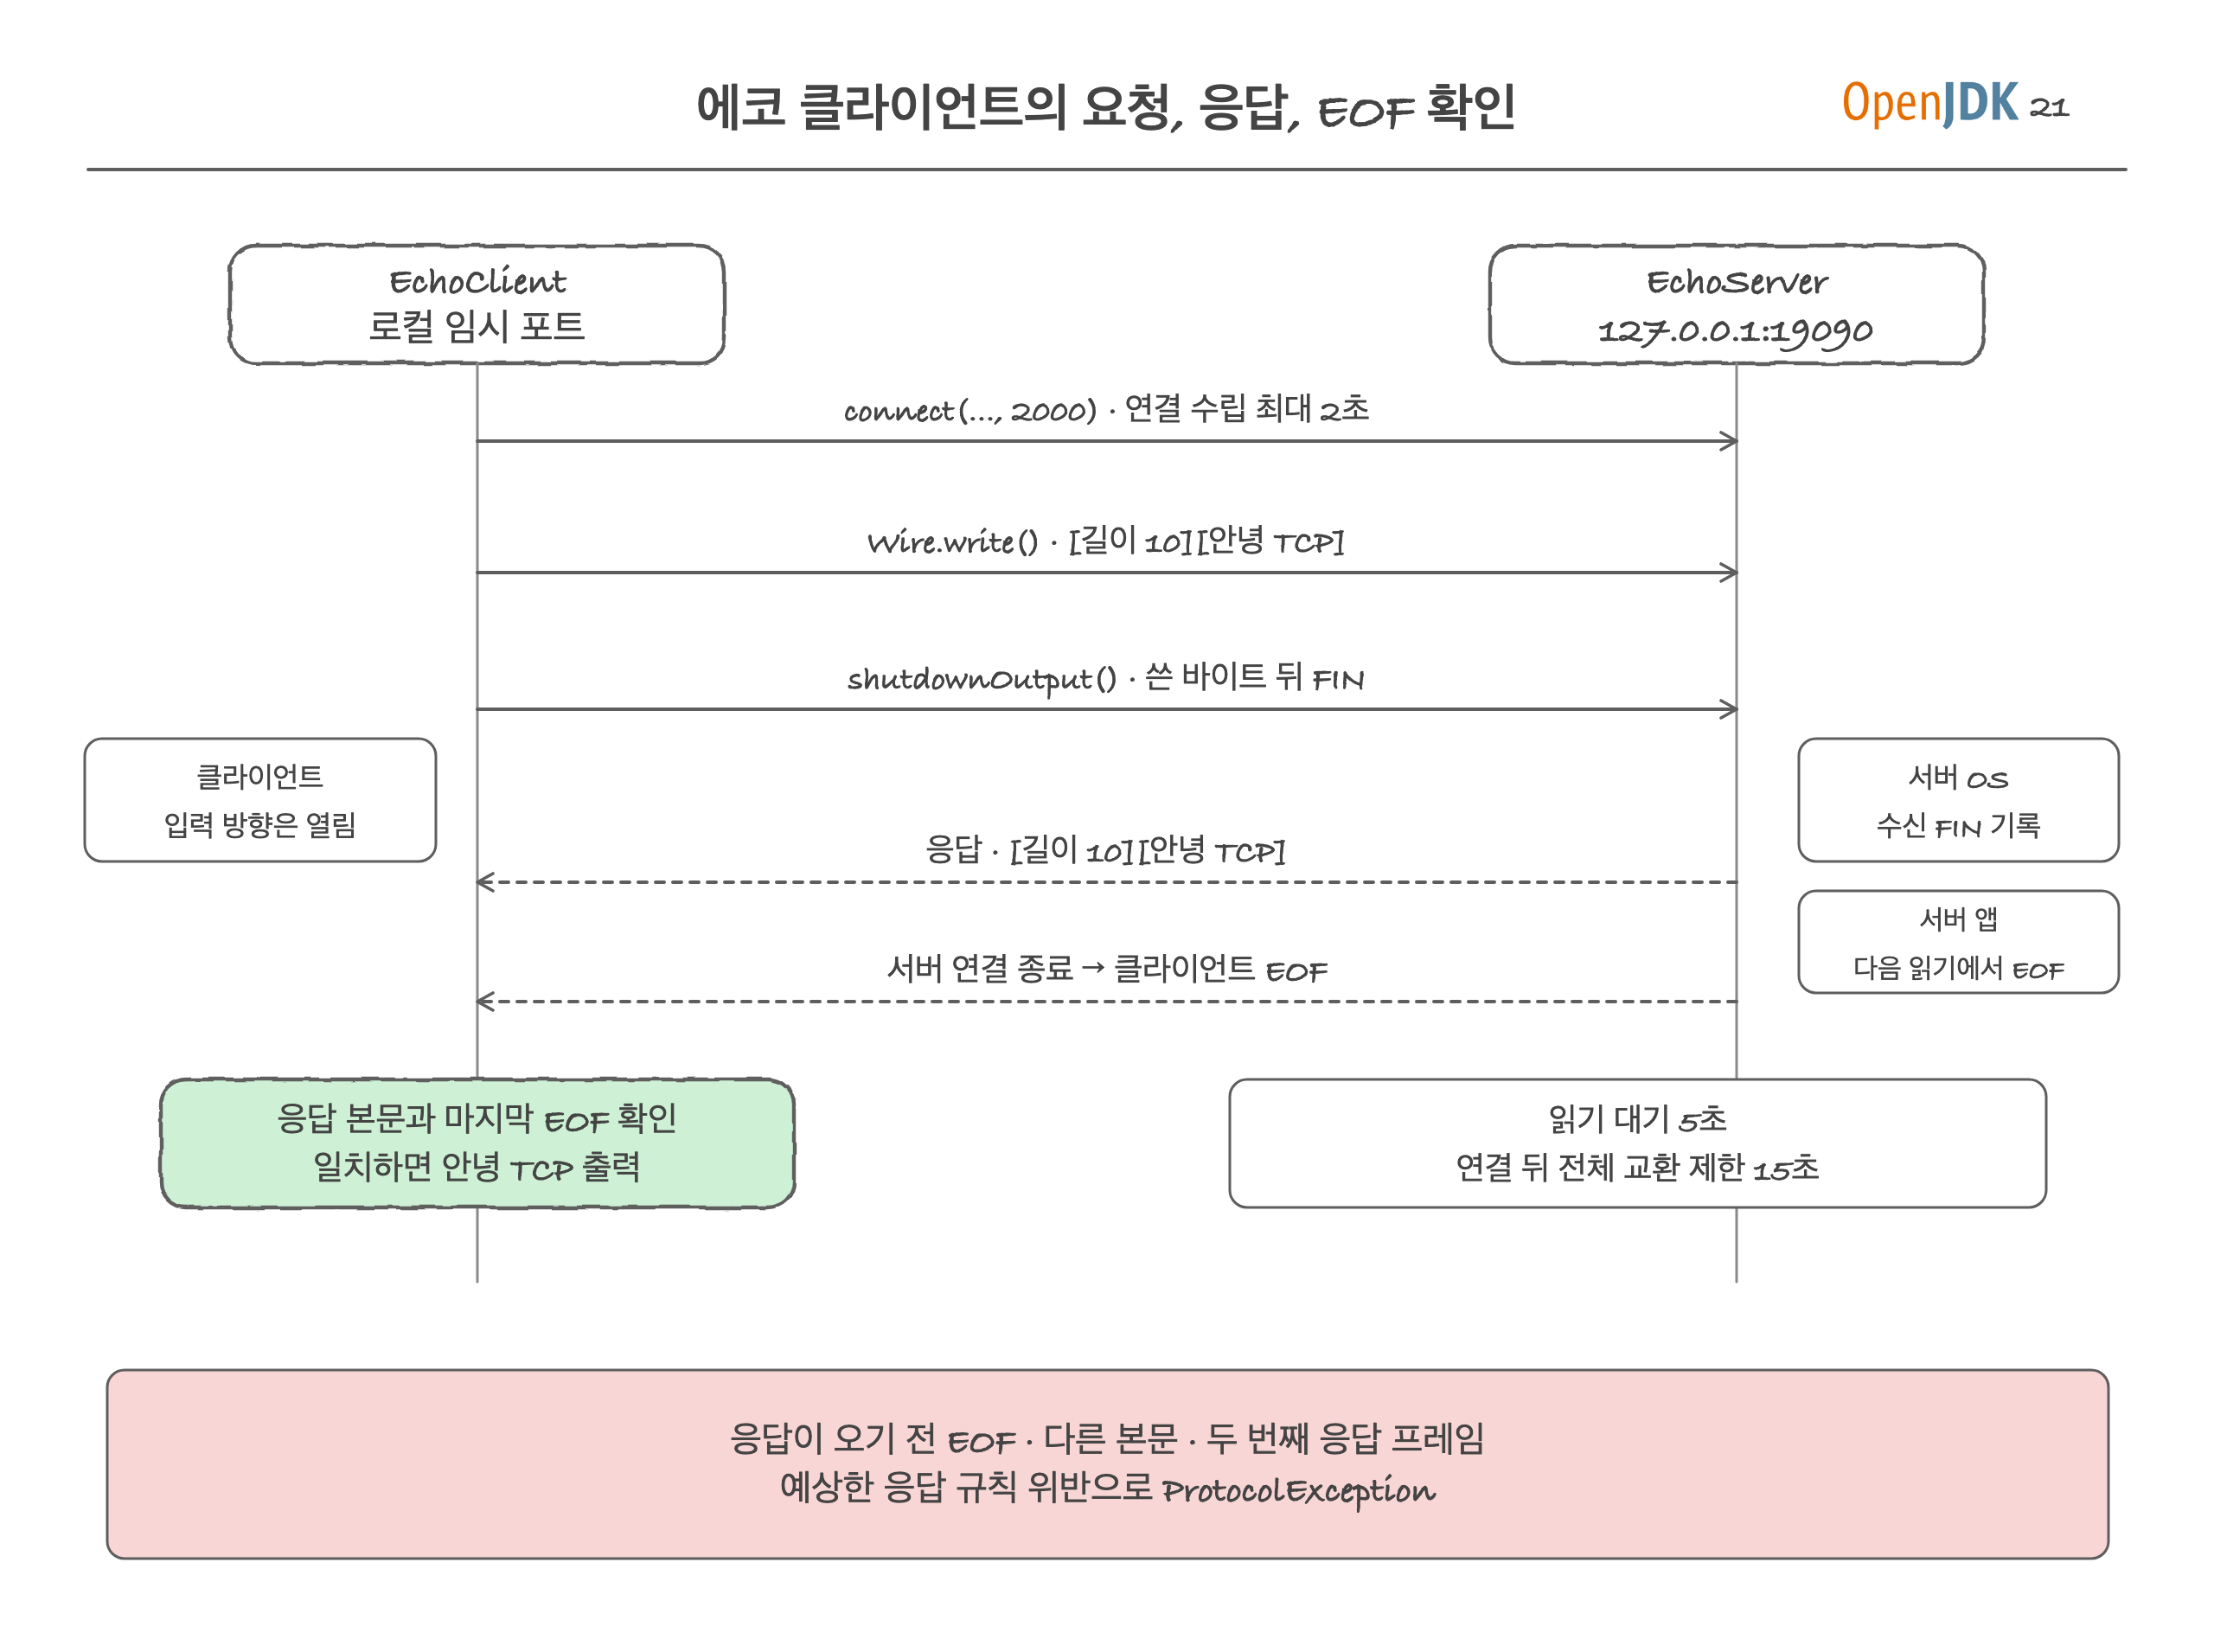 에코 클라이언트의 요청, 응답, EOF 확인
OpenJDK 21
EchoClient
로컬 임시 포트
EchoServer
127.0.0.1:19090
connect(..., 2000) · 연결 수립 최대 2초
Wire.write() · [길이 10][안녕 TCP]
shutdownOutput() · 쓴 바이트 뒤 FIN
클라이언트
입력 방향은 열림
서버 OS
수신 FIN 기록
응답 · [길이 10][안녕 TCP]
서버 앱
다음 읽기에서 EOF
서버 연결 종료 → 클라이언트 EOF
응답 본문과 마지막 EOF 확인
일치하면 안녕 TCP 출력
읽기 대기 5초
연결 뒤 전체 교환 제한 15초
응답이 오기 전 EOF · 다른 본문 · 두 번째 응답 프레임
예상한 응답 규칙 위반으로 ProtocolException